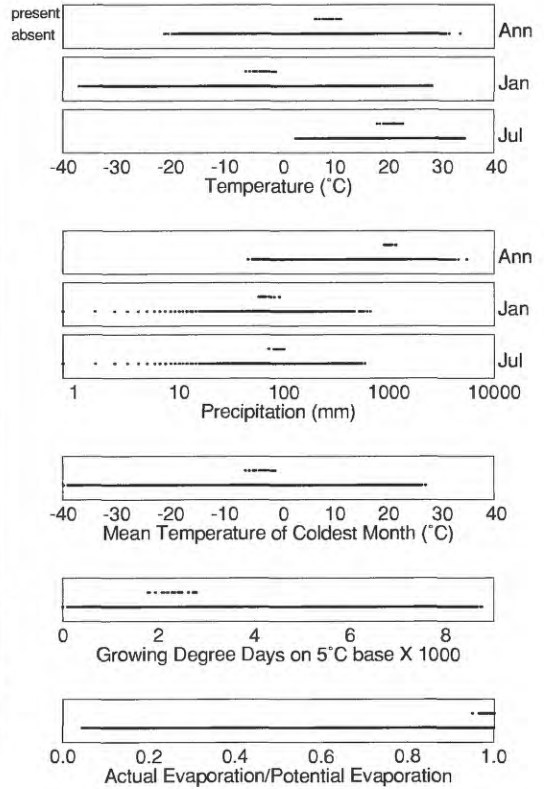 present
absent
Ann
Jan
Jul
-40 -30 -20 -10 0 10 20 30 40
Temperature (°C)
Ann
Jan
Jul
1 10 100 1000 10000
Precipitation (mm)
-40 -30 -20 -10 0 10 20 30 40
Mean Temperature of Coldest Month (°C)
0 2 4 6 8
Growing Degree Days on 5°C base X 1000
0.0 0.2 0.4 0.6 0.8 1.0
Actual Evaporation/Potential Evaporation